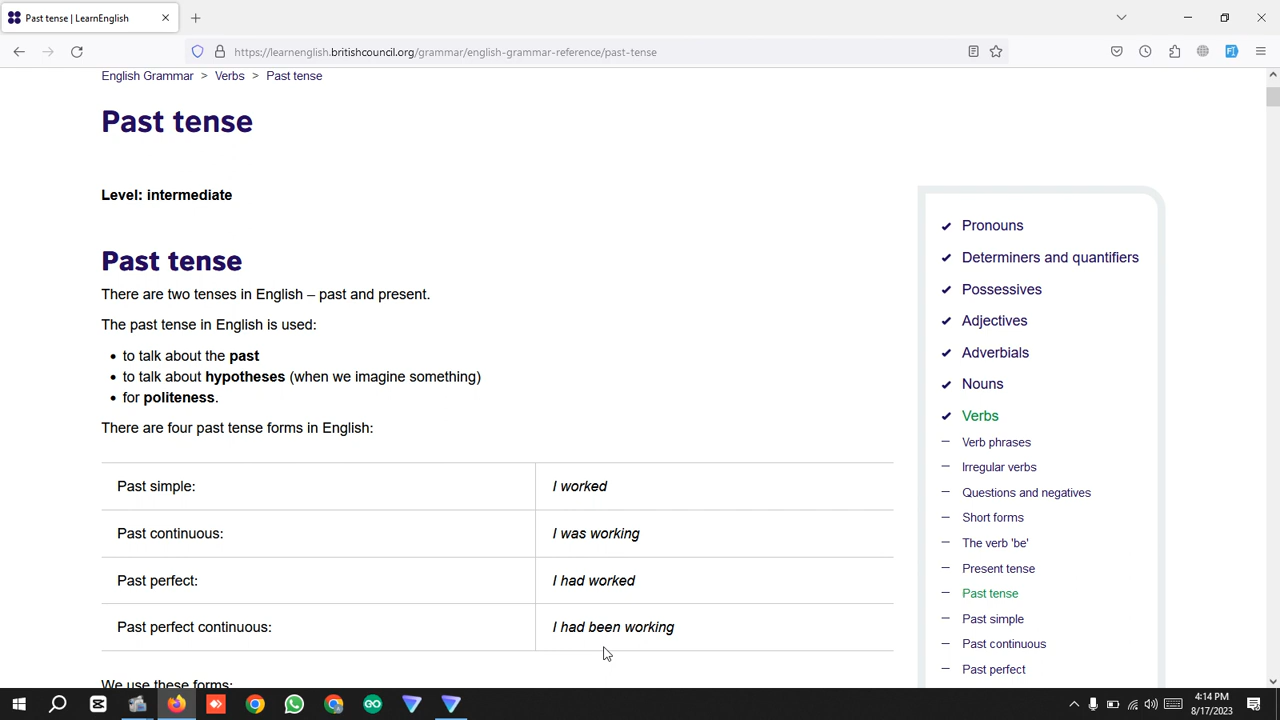 Past tense | LearnEnglish
https://learnenglish.britishcouncil.org/grammar/english-grammar-reference/past-tense
English Grammar > Verbs > Past tense
Past tense
Level: intermediate
Past tense
There are two tenses in English – past and present.
The past tense in English is used:
• to talk about the past
• to talk about hypotheses (when we imagine something)
• for politeness.
There are four past tense forms in English:
Past simple: I worked
Past continuous: I was working
Past perfect: I had worked
Past perfect continuous: I had been working
We use these forms:
Pronouns
Determiners and quantifiers
Possessives
Adjectives
Adverbials
Nouns
Verbs
Verb phrases
Irregular verbs
Questions and negatives
Short forms
The verb 'be'
Present tense
Past tense
Past simple
Past continuous
Past perfect
4:14 PM
8/17/2023